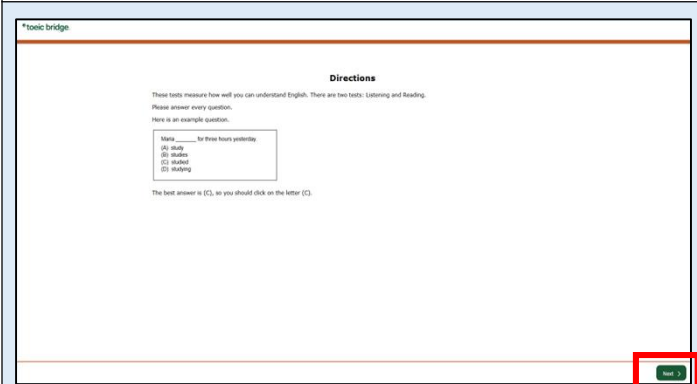 *toeic bridge
Directions
These tests measure how well you can understand English. There are two tests: Listening and Reading.
Please answer every question.
Here is an example question.
Maria ______ for three hours yesterday.
(A) study
(B) studies
(C) studied
(D) studying
The best answer is (C), so you should click on the letter (C).
Next >